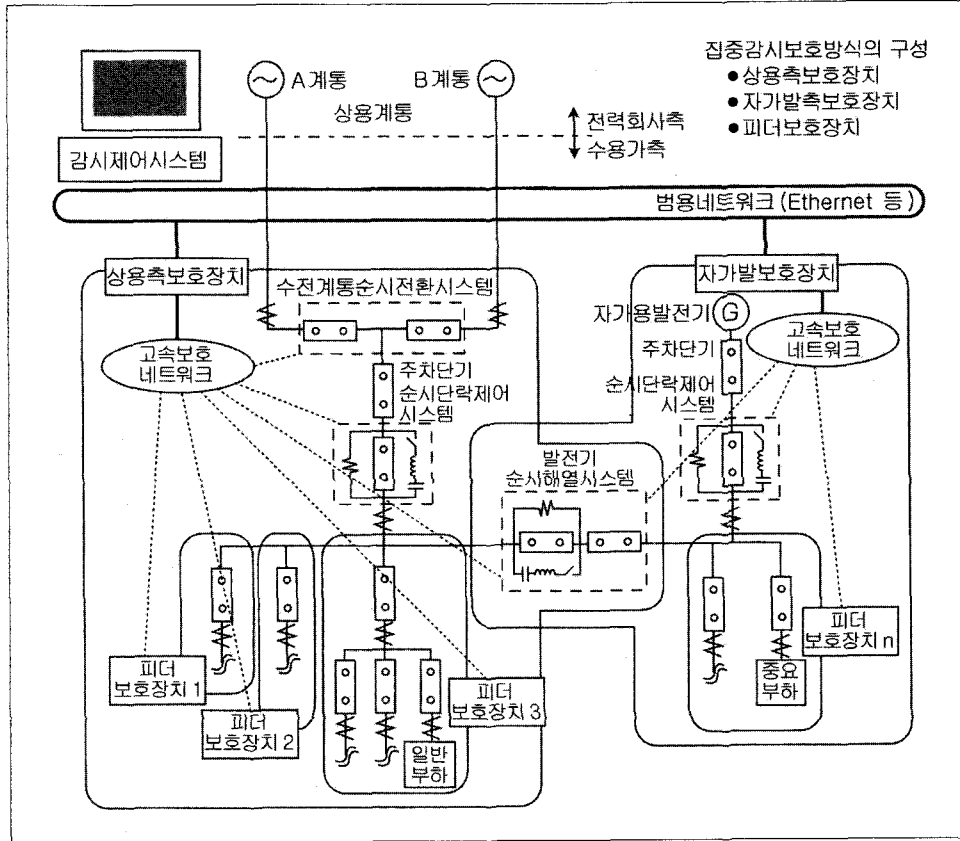 집중감시보호방식의 구성
●상용측보호장치
●자가발측보호장치
●피더보호장치
A계통
B계통
상용계통
전력회사측
수용가측
감시제어시스템
범용네트워크(Ethernet 등)
상용측보호장치
자가발보호장치
수전계통순시전환시스템
자가용발전기
G
고속보호
네트워크
고속보호
네트워크
주차단기
순시단락제어
시스템
주차단기
순시단락제어
시스템
발전기
순시해열시스템
피더
보호장치 1
피더
보호장치 2
피더
보호장치 3
피더
보호장치 n
일반
부하
중요
부하